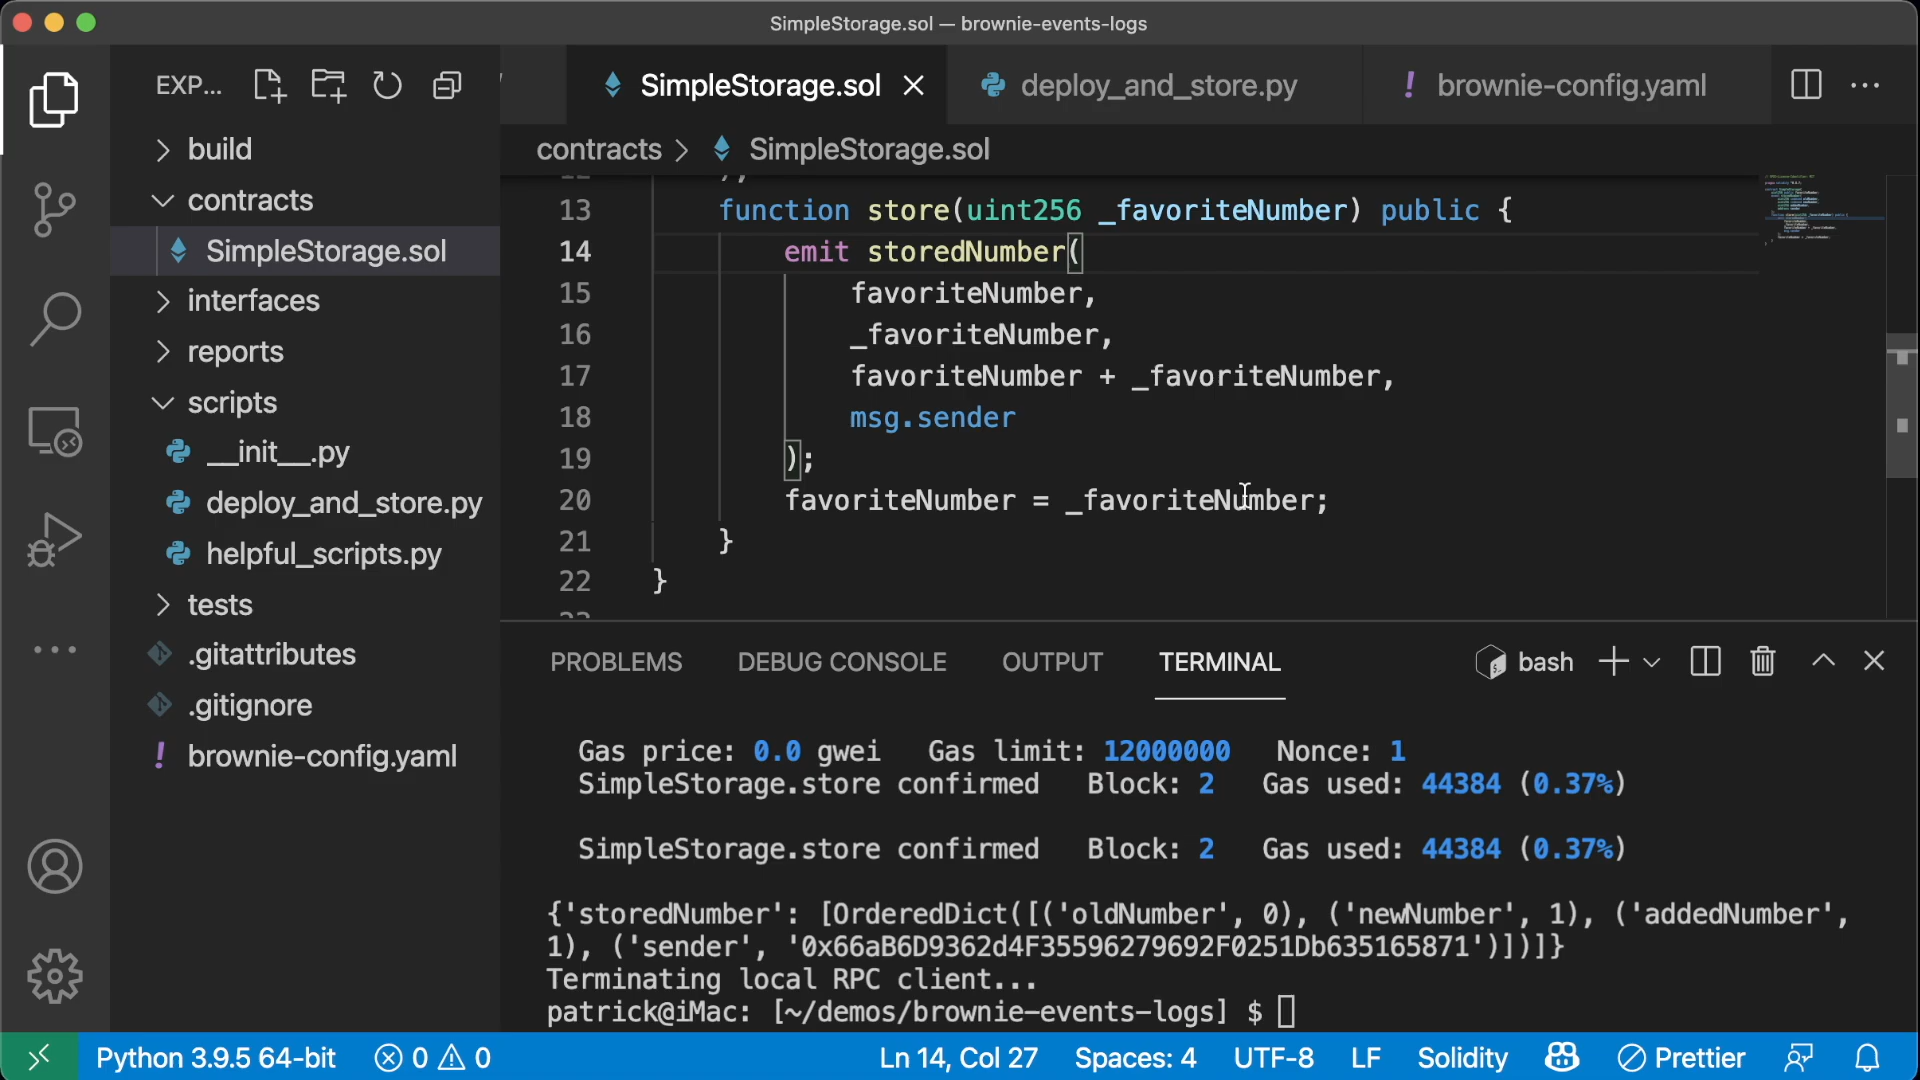 SimpleStorage.sol — brownie-events-logs
EXP...
SimpleStorage.sol
deploy_and_store.py
! brownie-config.yaml
contracts > SimpleStorage.sol
build
contracts
SimpleStorage.sol
interfaces
reports
scripts
__init__.py
deploy_and_store.py
helpful_scripts.py
tests
.gitattributes
.gitignore
! brownie-config.yaml
13 function store(uint256 _favoriteNumber) public {
14 emit storedNumber(
15 favoriteNumber,
16 _favoriteNumber,
17 favoriteNumber + _favoriteNumber,
18 msg.sender
19 );
20 favoriteNumber = _favoriteNumber;
21 }
22 }
PROBLEMS DEBUG CONSOLE OUTPUT TERMINAL bash
Gas price: 0.0 gwei Gas limit: 12000000 Nonce: 1
SimpleStorage.store confirmed Block: 2 Gas used: 44384 (0.37%)
SimpleStorage.store confirmed Block: 2 Gas used: 44384 (0.37%)
{'storedNumber': [OrderedDict([('oldNumber', 0), ('newNumber', 1), ('addedNumber',
1), ('sender', '0x66aB6D9362d4F35596279692F0251Db635165871')])]}
Terminating local RPC client...
patrick@iMac: [~/demos/brownie-events-logs] $
Python 3.9.5 64-bit 0 0 Ln 14, Col 27 Spaces: 4 UTF-8 LF Solidity Prettier